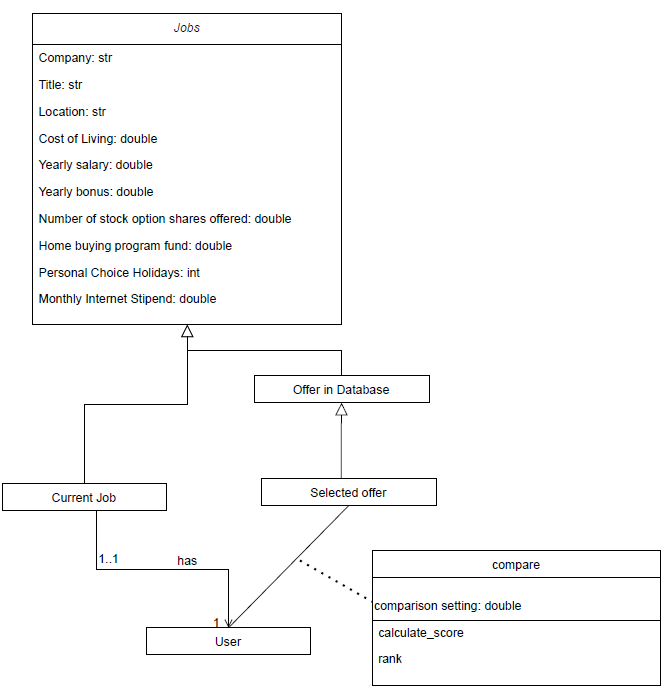 Jobs
Company: str
Title: str
Location: str
Cost of Living: double
Yearly salary: double
Yearly bonus: double
Number of stock option shares offered: double
Home buying program fund: double
Personal Choice Holidays: int
Monthly Internet Stipend: double
Offer in Database
Current Job
Selected offer
1..1
has
compare
comparison setting: double
calculate_score
rank
1
User